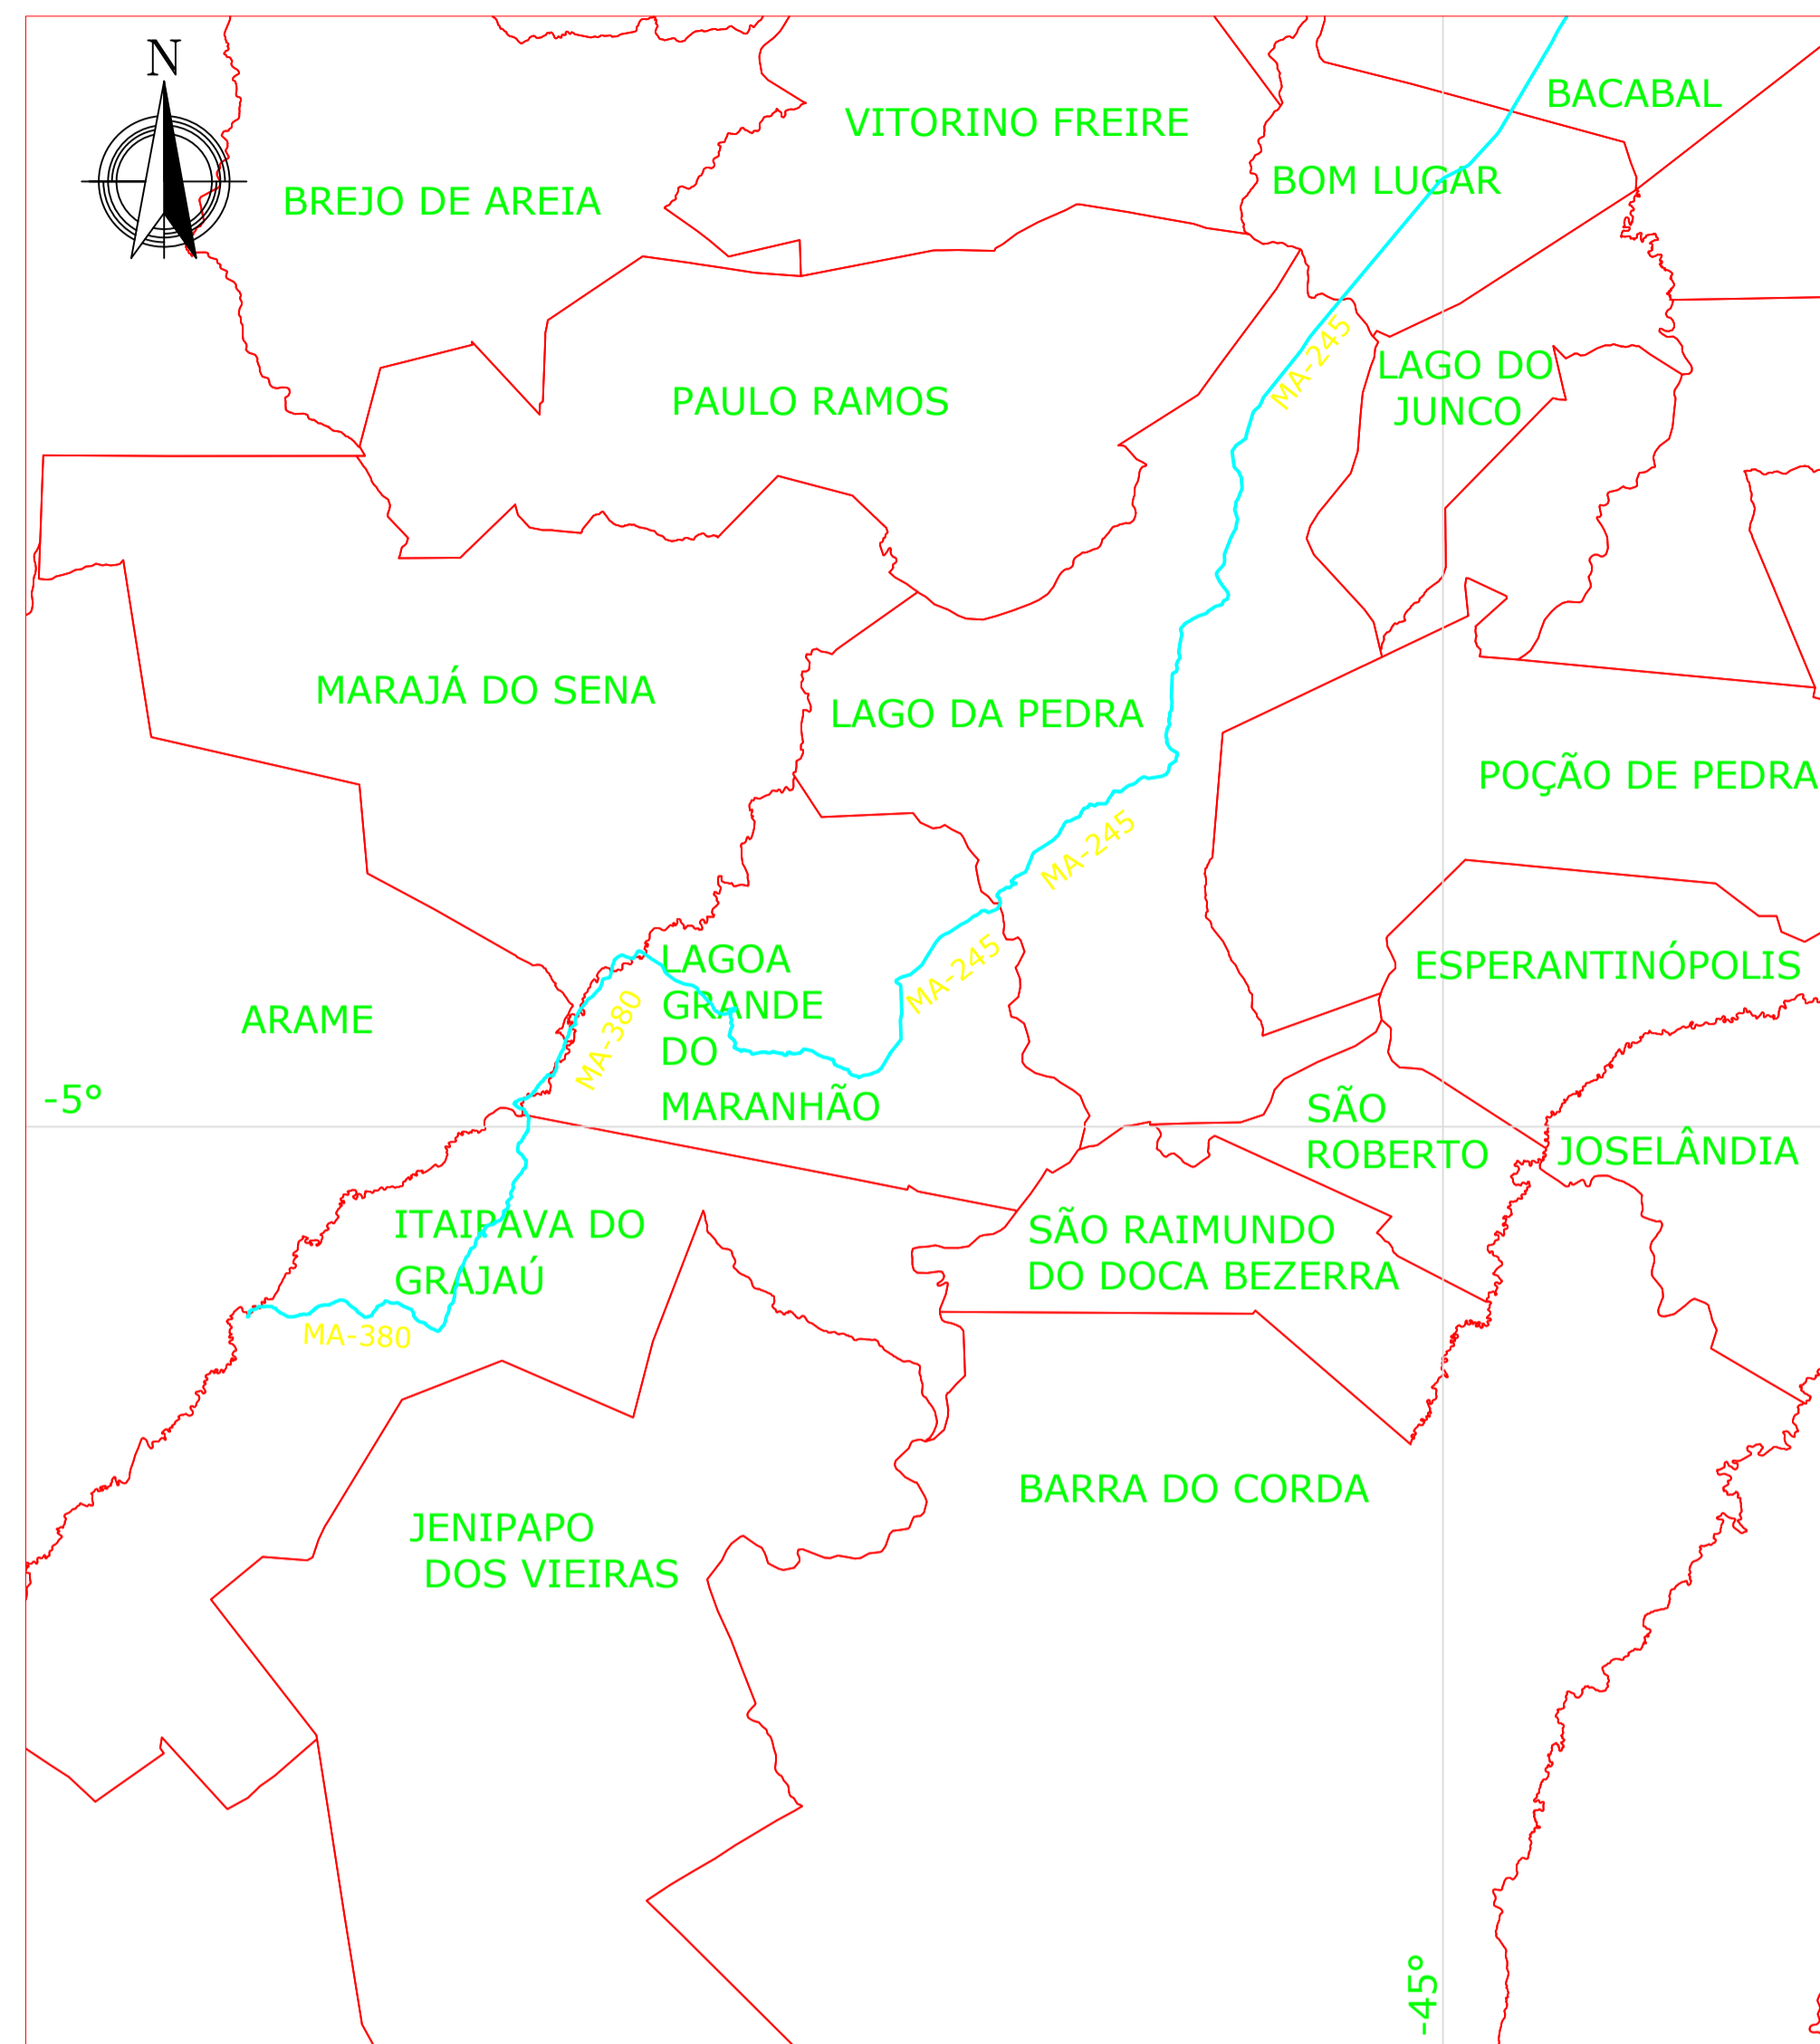 N
BACABAL
VITORINO FREIRE
BOM LUGAR
BREJO DE AREIA
MA-245
LAGO DO
JUNCO
PAULO RAMOS
MARAJÁ DO SENA
LAGO DA PEDRA
POÇÃO DE PEDRA
MA-245
MA-245
LAGOA
GRANDE
DO
MARANHÃO
ESPERANTINÓPOLIS
ARAME
MA-380
-5°
SÃO
ROBERTO
JOSELÂNDIA
ITAIPAVA DO
GRAJAÚ
SÃO RAIMUNDO
DO DOCA BEZERRA
MA-380
BARRA DO CORDA
JENIPAPO
DOS VIEIRAS
-45°